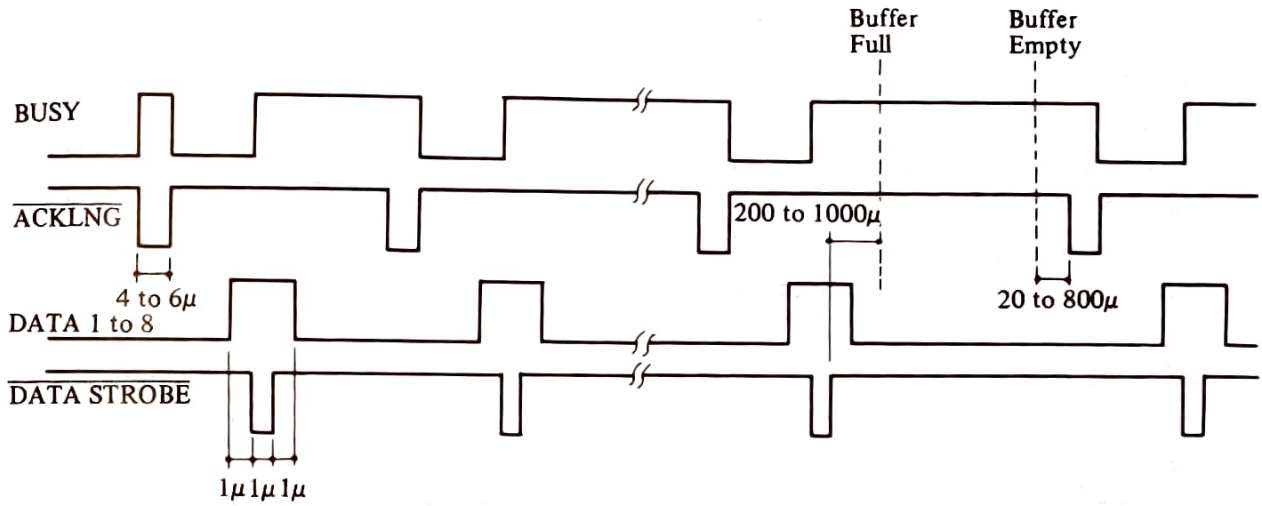 Buffer
Full
Buffer
Empty
BUSY
ACKLNG
200 to 1000μ
4 to 6μ
20 to 800μ
DATA 1 to 8
DATA STROBE
1μ 1μ 1μ